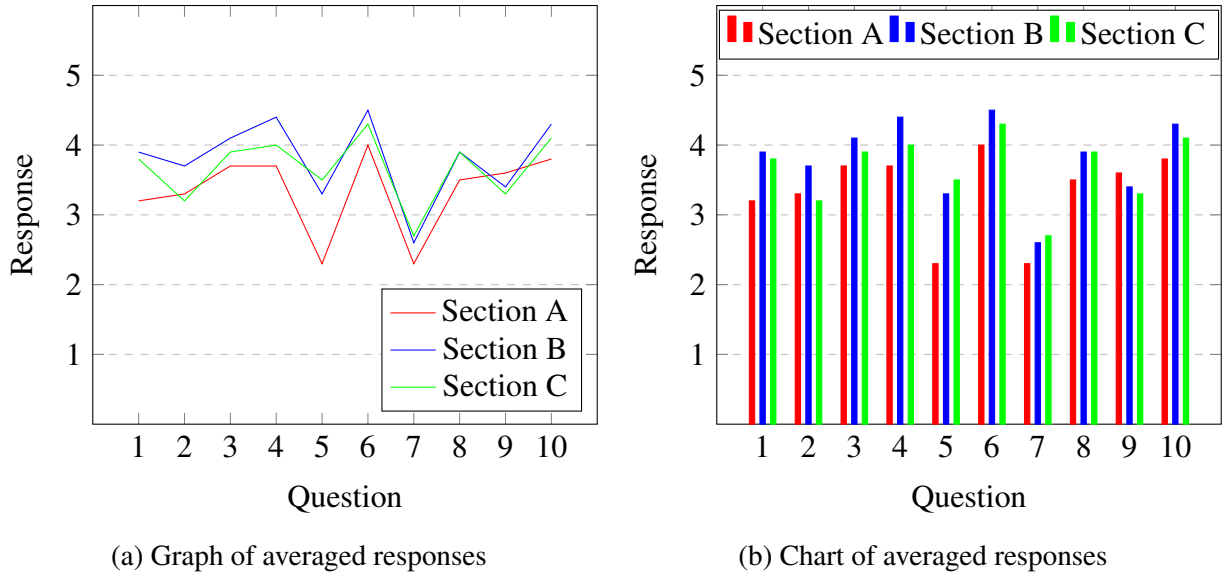 5
4
3
2
1
Response
Section A
Section B
Section C
1 2 3 4 5 6 7 8 9 10
Question
(a) Graph of averaged responses
Section A Section B Section C
5
4
3
2
1
Response
1 2 3 4 5 6 7 8 9 10
Question
(b) Chart of averaged responses